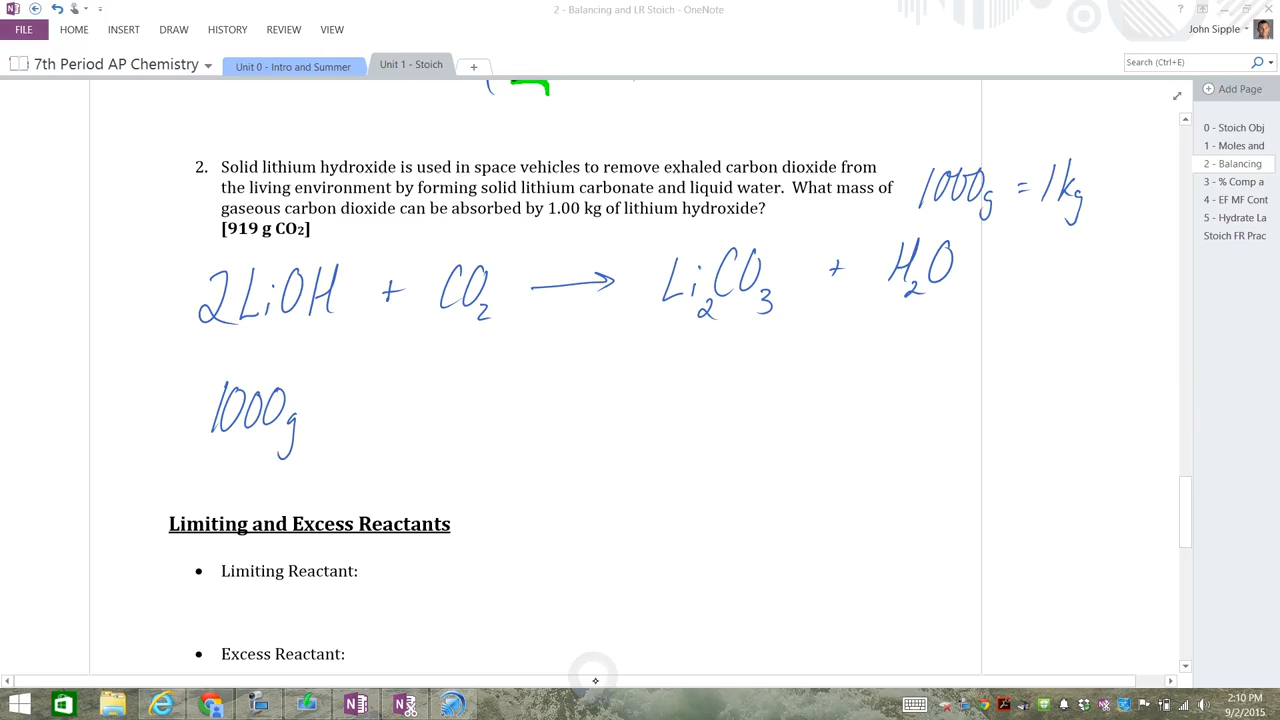 2 - Balancing and LR Stoich - OneNote
FILE HOME INSERT DRAW HISTORY REVIEW VIEW
John Sipple
7th Period AP Chemistry
Unit 0 - Intro and Summer
Unit 1 - Stoich
Search (Ctrl+E)
Add Page
0 - Stoich Obj
1 - Moles and
2 - Balancing
3 - % Comp a
4 - EF MF Cont
5 - Hydrate La
Stoich FR Prac
2. Solid lithium hydroxide is used in space vehicles to remove exhaled carbon dioxide from
the living environment by forming solid lithium carbonate and liquid water. What mass of
gaseous carbon dioxide can be absorbed by 1.00 kg of lithium hydroxide?
[919 g CO₂]
1000g = 1kg
2LiOH + CO₂ → Li₂CO₃ + H₂O
1000g
Limiting and Excess Reactants
• Limiting Reactant:
• Excess Reactant:
2:10 PM
9/2/2015